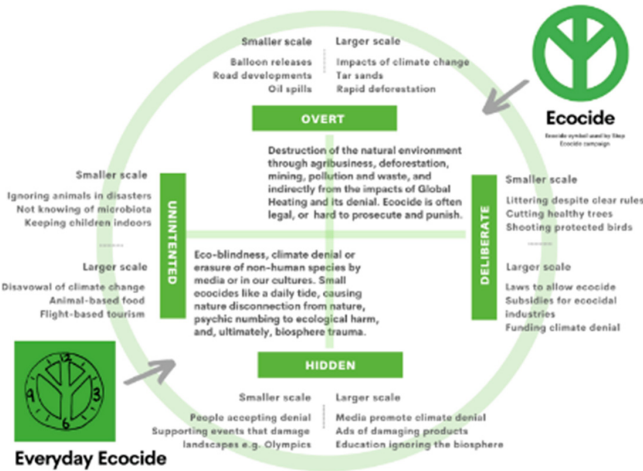 Smaller scale
Balloon releases
Road developments
Oil spills
Larger scale
Impacts of climate change
Tar sands
Rapid deforestation
Ecocide
Ecocide symbol used by Stop
Ecocide campaign
OVERT
Destruction of the natural environment
through agribusiness, deforestation,
mining, pollution and waste, and
indirectly from the impacts of Global
Heating and its denial. Ecocide is often
legal, or hard to prosecute and punish.
Smaller scale
Ignoring animals in disasters
Not knowing of microbiota
Keeping children indoors
Larger scale
Disavowal of climate change
Animal-based food
Flight-based tourism
UNINTENTED
DELIBERATE
Smaller scale
Littering despite clear rules
Cutting healthy trees
Shooting protected birds
Larger scale
Laws to allow ecocide
Subsidies for ecocidal
industries
Funding climate denial
Eco-blindness, climate denial or
erasure of non-human species by
media or in our cultures. Small
ecocides like a daily tide, causing
nature disconnection from nature,
psychic numbing to ecological harm,
and, ultimately, biosphere trauma.
HIDDEN
Smaller scale
People accepting denial
Supporting events that damage
landscapes e.g. Olympics
Larger scale
Media promote climate denial
Ads of damaging products
Education ignoring the biosphere
12
9 3
6
Everyday Ecocide